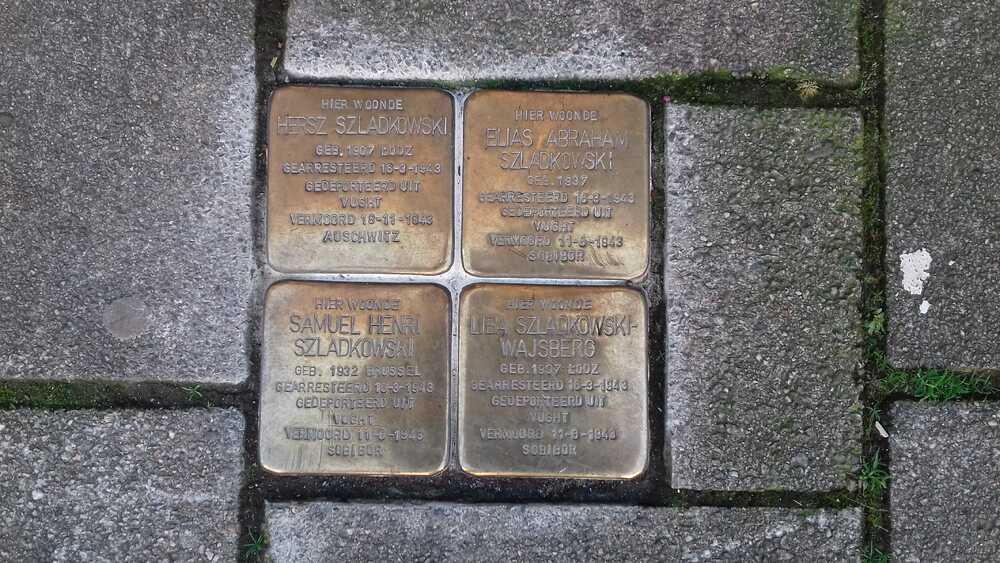 HIER WOONDE
HERSZ SZLADKOWSKI
GEB. 1907 ŁODZ
GEARRESTEERD 16-3-1943
GEDEPORTEERD UIT
VUGHT
VERMOORD 19-11-1943
AUSCHWITZ
HIER WOONDE
ELIAS ABRAHAM
SZLADKOWSKI
GEB. 1937
GEARRESTEERD 16-3-1943
GEDEPORTEERD UIT
VUGHT
VERMOORD 11-6-1943
SOBIBOR
HIER WOONDE
SAMUEL HENRI
SZLADKOWSKI
GEB. 1932 BRUSSEL
GEARRESTEERD 16-3-1943
GEDEPORTEERD UIT
VUGHT
VERMOORD 11-6-1943
SOBIBOR
HIER WOONDE
LIBA SZLADKOWSKI-
WAJSBERG
GEB. 1907 ŁODZ
GEARRESTEERD 16-3-1943
GEDEPORTEERD UIT
VUGHT
VERMOORD 11-6-1943
SOBIBOR